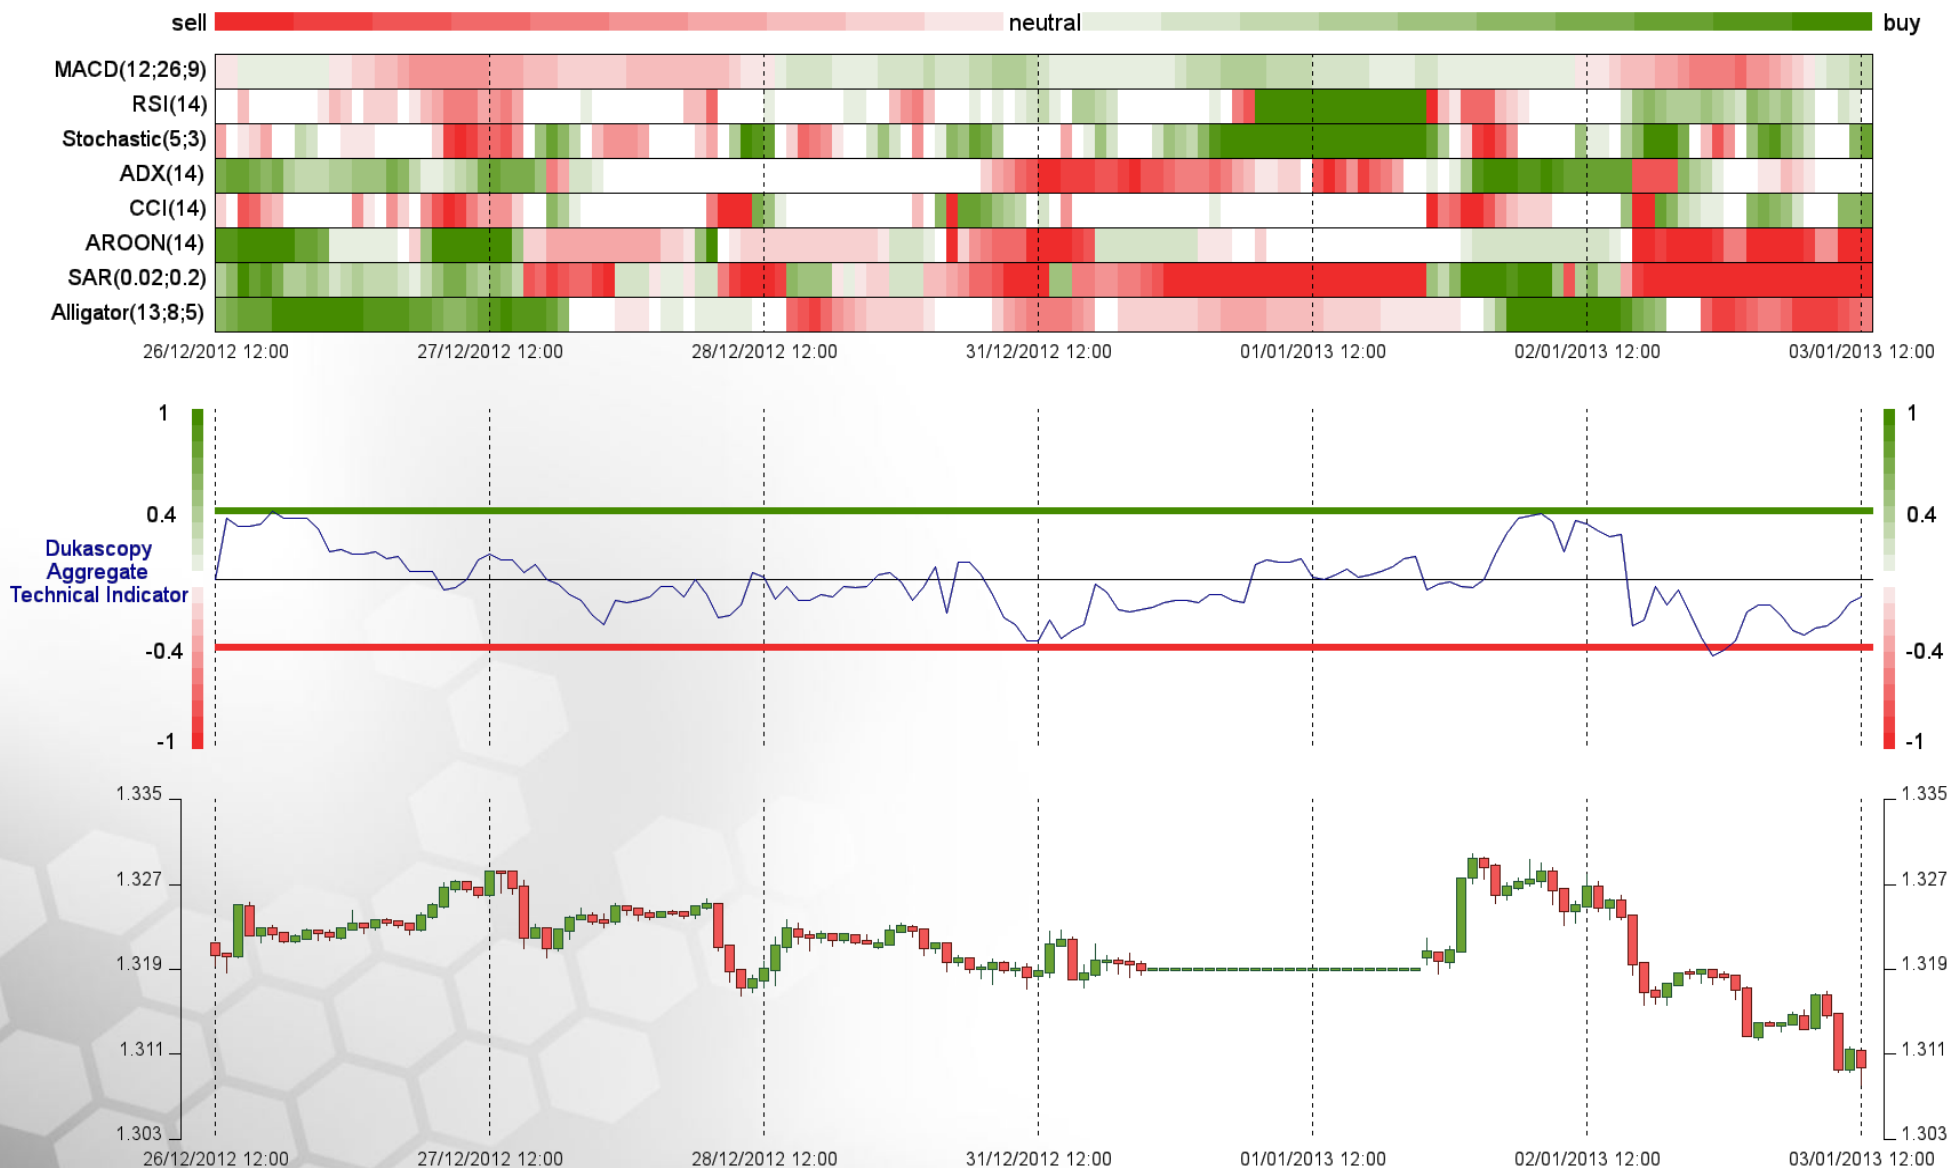 sell neutral buy
MACD(12;26;9)
RSI(14)
Stochastic(5;3)
ADX(14)
CCI(14)
AROON(14)
SAR(0.02;0.2)
Alligator(13;8;5)
26/12/2012 12:00 27/12/2012 12:00 28/12/2012 12:00 31/12/2012 12:00 01/01/2013 12:00 02/01/2013 12:00 03/01/2013 12:00
1 1
0.4 0.4
Dukascopy
Aggregate
Technical Indicator
-0.4 -0.4
-1 -1
1.335 1.335
1.327 1.327
1.319 1.319
1.311 1.311
1.303 1.303
26/12/2012 12:00 27/12/2012 12:00 28/12/2012 12:00 31/12/2012 12:00 01/01/2013 12:00 02/01/2013 12:00 03/01/2013 12:00